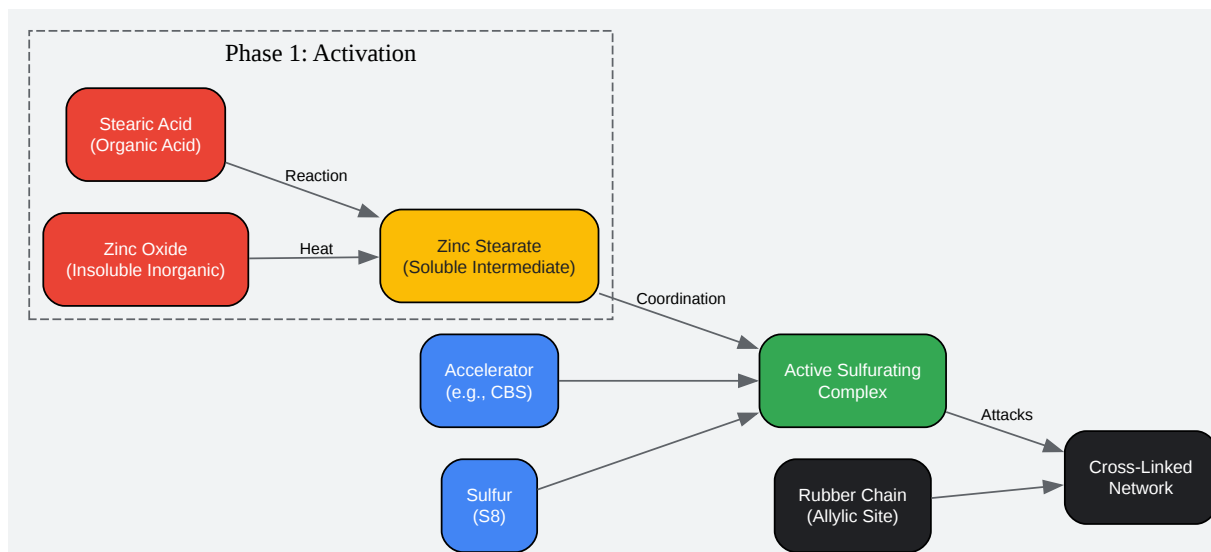 Phase 1: Activation
Stearic Acid
(Organic Acid)
Reaction
Zinc Oxide
(Insoluble Inorganic)
Heat
Zinc Stearate
(Soluble Intermediate)
Coordination
Accelerator
(e.g., CBS)
Active Sulfurating
Complex
Attacks
Sulfur
(S8)
Rubber Chain
(Allylic Site)
Cross-Linked
Network